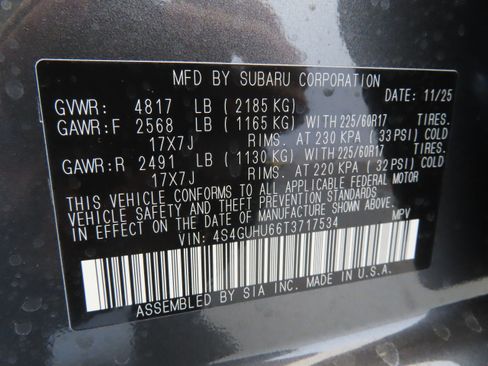 MFD BY SUBARU CORPORATION DATE: 11/25
GVWR: 4817 LB (2185 KG)
GAWR:F 2568 LB (1165 KG) WITH 225/60R17 TIRES.
17X7J RIMS. AT 230 KPA (33 PSI) COLD
GAWR:R 2491 LB (1130 KG) WITH 225/60R17 TIRES.
17X7J RIMS. AT 220 KPA (32 PSI) COLD
THIS VEHICLE CONFORMS TO ALL APPLICABLE FEDERAL MOTOR
VEHICLE SAFETY AND THEFT PREVENTION STANDARDS
IN EFFECT ON THE DATE OF MANUFACTURE SHOWN ABOVE.
VIN: 4S4GUHU66T3717534 MPV
ASSEMBLED BY SIA INC. MADE IN U.S.A.